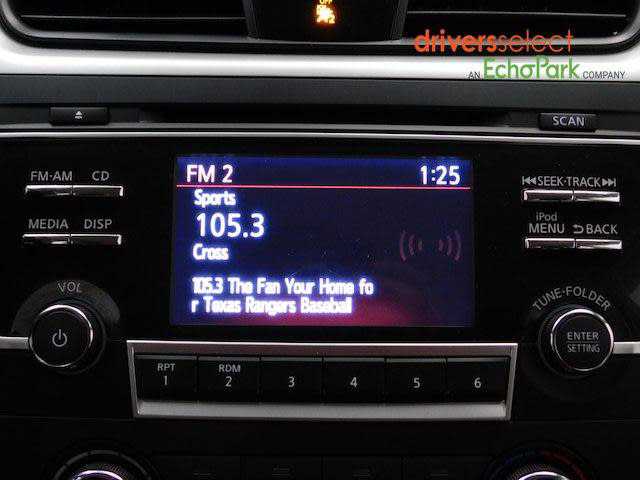 driversselect
AN EchoPark COMPANY
SCAN
FM·AM CD
MEDIA DISP
VOL
FM 2 1:25
Sports
105.3
Cross
105.3 The Fan Your Home fo
r Texas Rangers Baseball
SEEK·TRACK
iPod
MENU BACK
TUNE·FOLDER
ENTER
SETTING
RPT
1
RDM
2
3
4
5
6